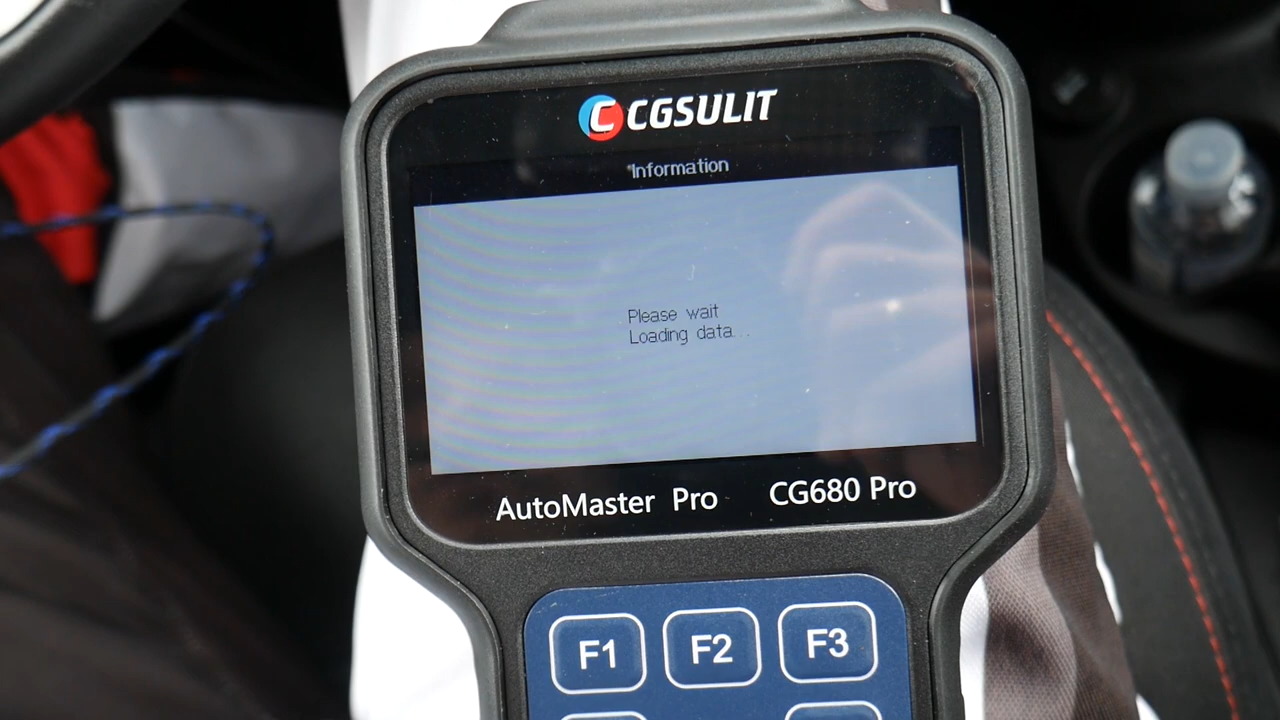 CGSULIT
*Information
Please wait
Loading data...
AutoMaster Pro CG680 Pro
F1 F2 F3